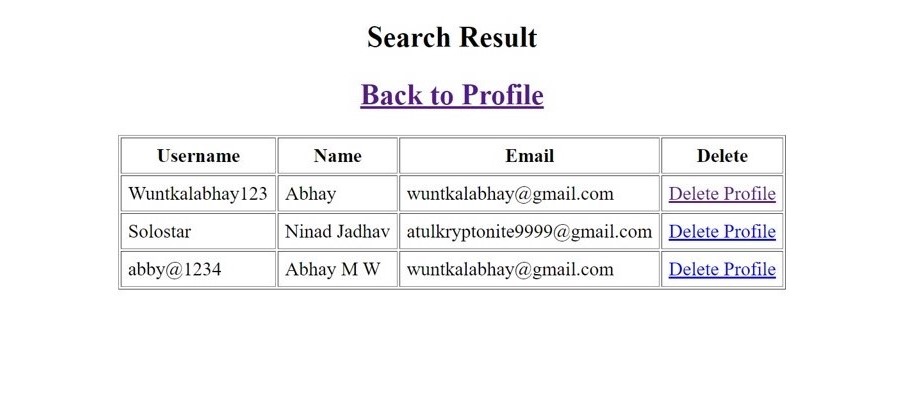 Search Result
Back to Profile
Username Name Email Delete
Wuntkalabhay123 Abhay wuntkalabhay@gmail.com Delete Profile
Solostar Ninad Jadhav atulkryptonite9999@gmail.com Delete Profile
abby@1234 Abhay M W wuntkalabhay@gmail.com Delete Profile